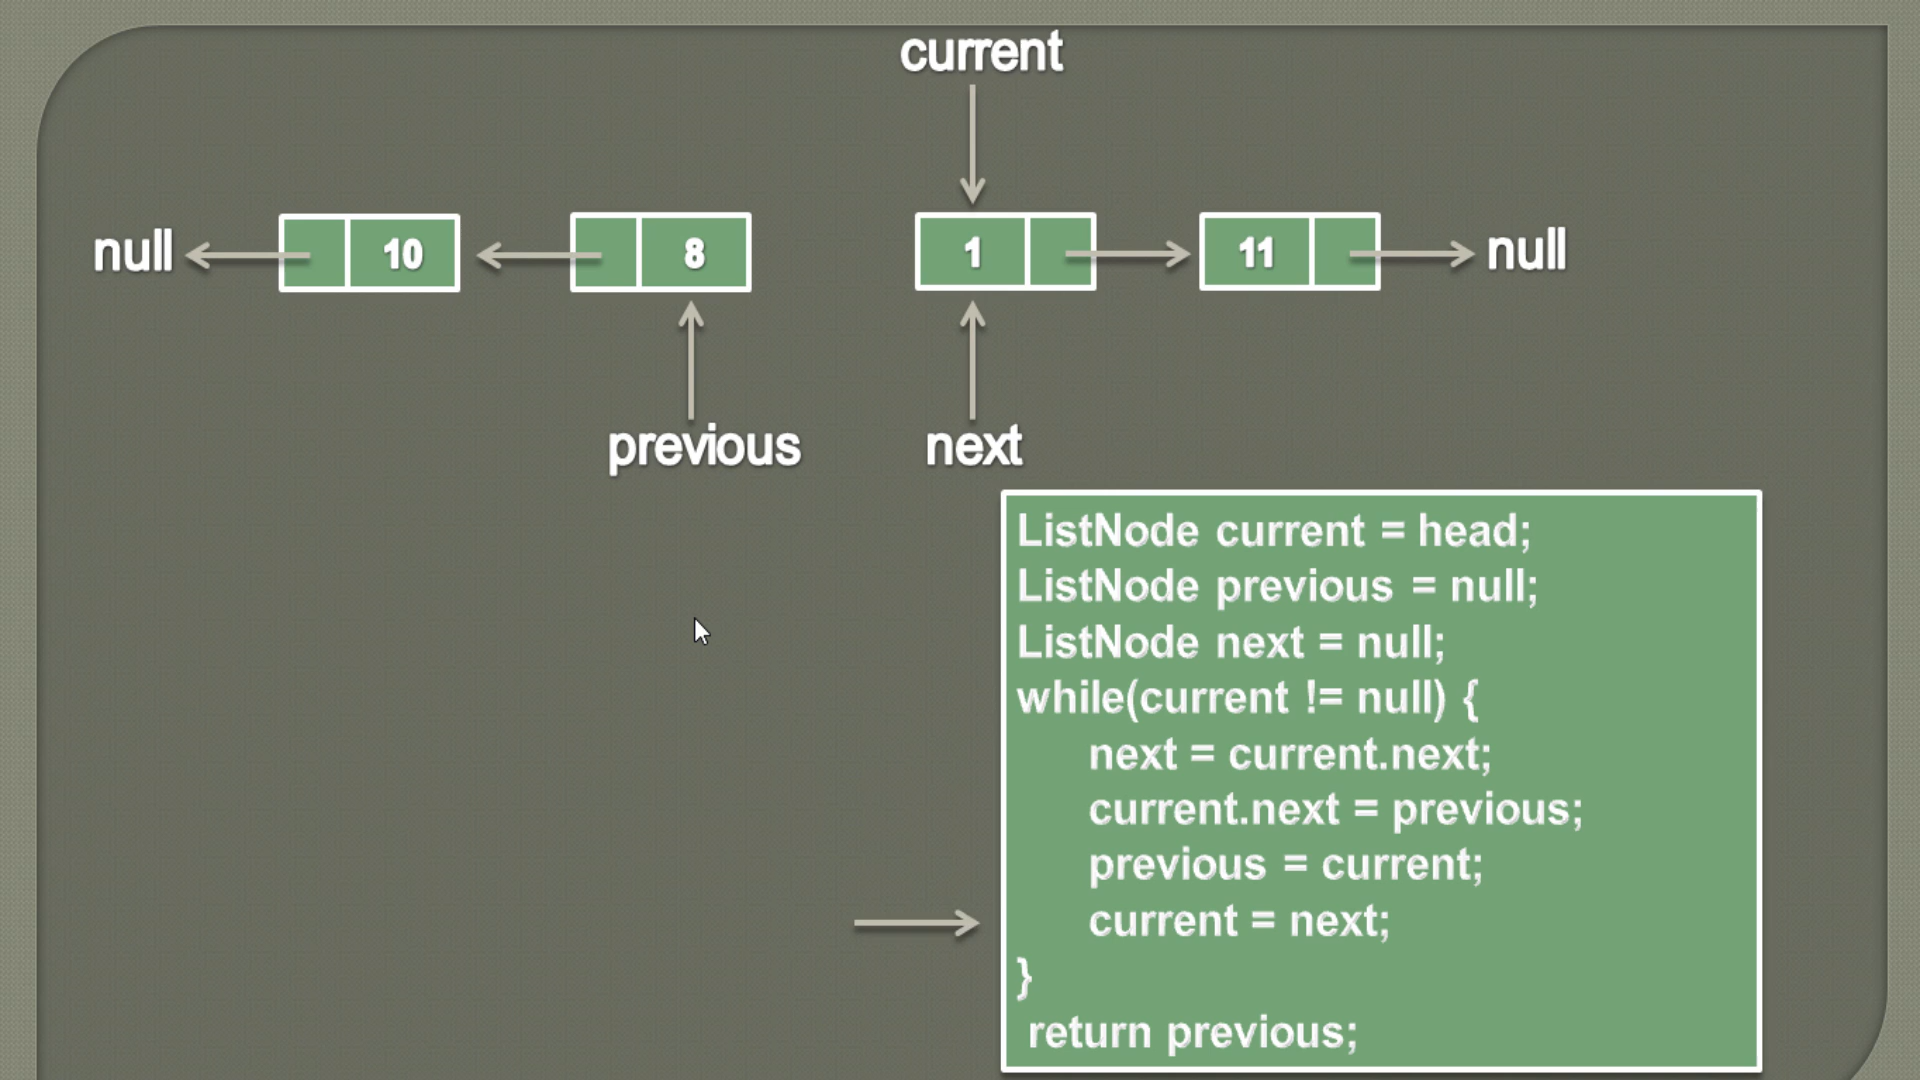 current
null 10 8 1 11 null
previous next
ListNode current = head;
ListNode previous = null;
ListNode next = null;
while(current != null) {
next = current.next;
current.next = previous;
previous = current;
current = next;
}
return previous;